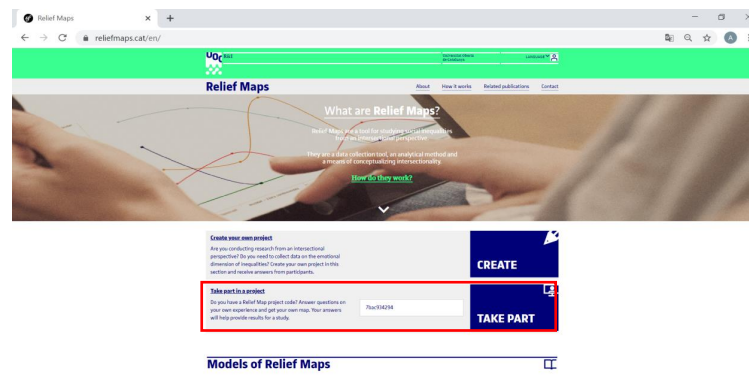 Relief Maps
reliefmaps.cat/en/
A
UOC
LANGUAGE
Relief Maps
About How it works Related publications Contact
What are Relief Maps?
Relief Maps are a tool for studying social inequalities
from an intersectional perspective.
They are a data collection tool, an analytical method and
a means of conceptualizing intersectionality.
How do they work?
Create your own project
Are you conducting research from an intersectional
perspective? Do you need to collect data on the emotional
dimension of inequalities? Create your own project in this
section and receive answers from participants.
CREATE
Take part in a project
Do you have a Relief Map project code? Answer questions on
your own experience and get your own map. Your answers
will help provide results for a study.
7bac934294
TAKE PART
Models of Relief Maps